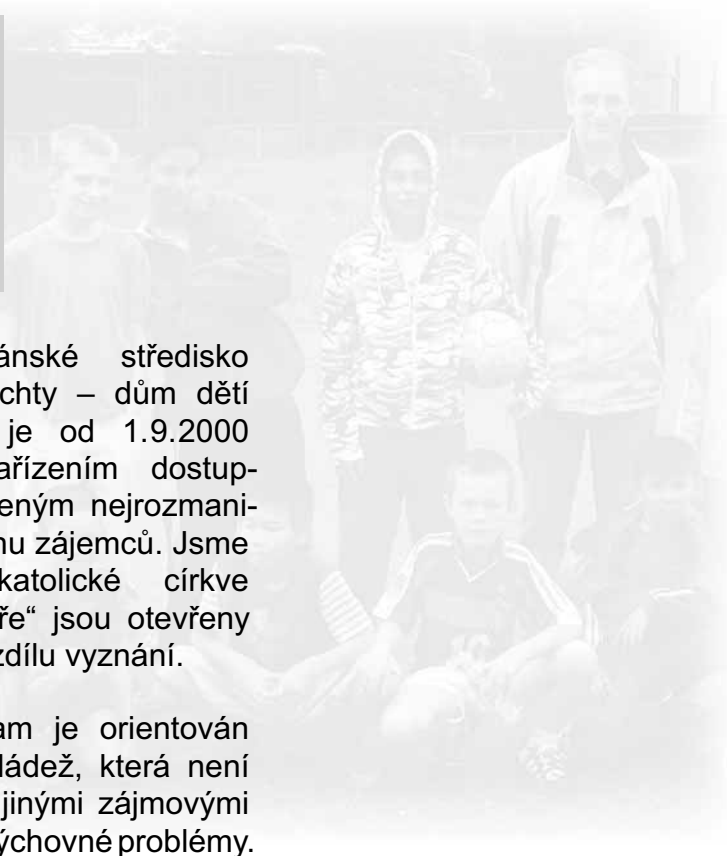 ánské středisko
chty – dům dětí
je od 1.9.2000
ařízením dostup-
eným nejrozmani-
nu zájemců. Jsme
katolické církve
ře“ jsou otevřeny
zdílu vyznání.
am je orientován
ládež, která není
jinými zájmovými
ýchovné problémy.